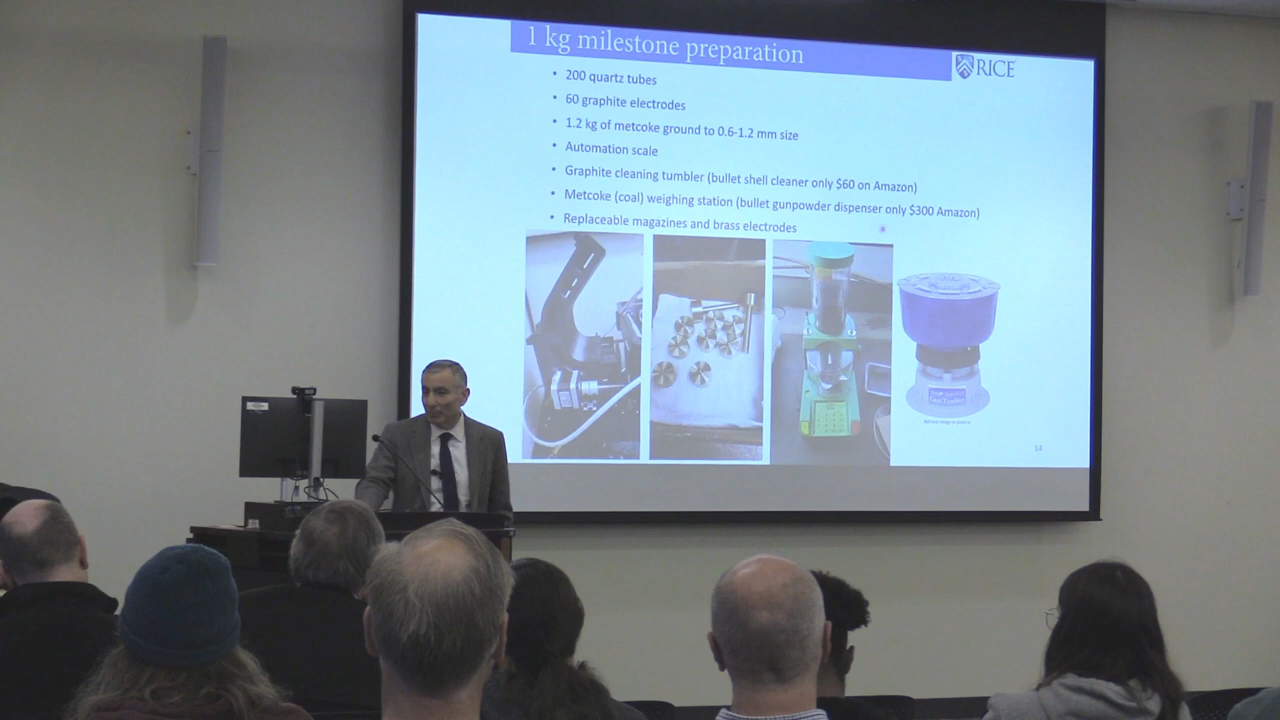 1 kg milestone preparation
RICE
• 200 quartz tubes
• 60 graphite electrodes
• 1.2 kg of metcoke ground to 0.6-1.2 mm size
• Automation scale
• Graphite cleaning tumbler (bullet shell cleaner only $60 on Amazon)
• Metcoke (coal) weighing station (bullet gunpowder dispenser only $300 Amazon)
• Replaceable magazines and brass electrodes
14